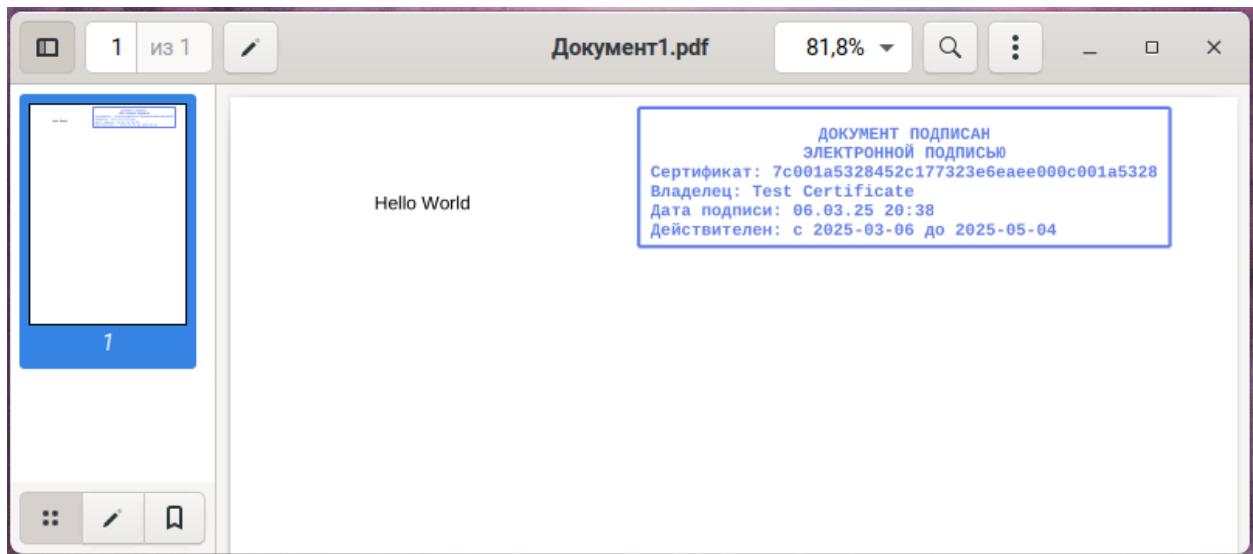 1 из 1
Документ1.pdf
81,8%
ДОКУМЕНТ ПОДПИСАН
ЭЛЕКТРОННОЙ ПОДПИСЬЮ
Сертификат: 7c001a5328452c177323e6eaee000c001a5328
Владелец: Test Certificate
Дата подписи: 06.03.25 20:38
Действителен: с 2025-03-06 до 2025-05-04
Hello World
1